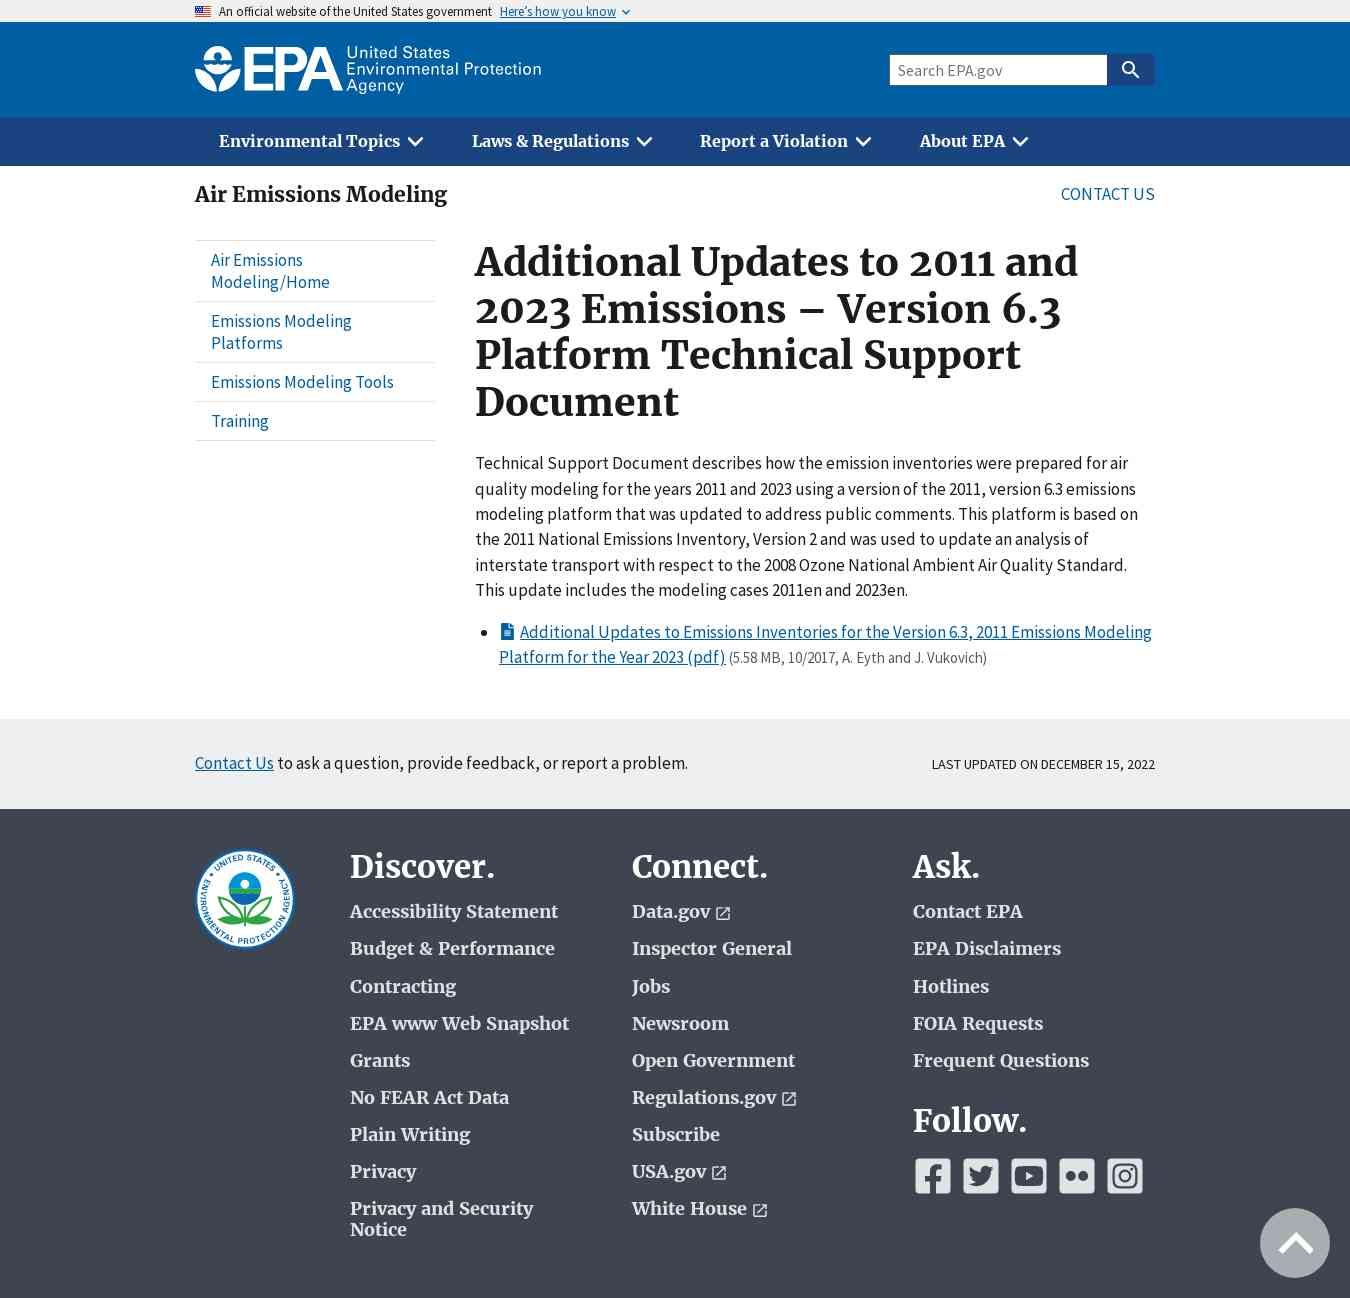 An official website of the United States government Here's how you know
EPA United States
Environmental Protection
Agency
Search EPA.gov
Environmental Topics Laws & Regulations Report a Violation About EPA
Air Emissions Modeling CONTACT US
Air Emissions
Modeling/Home
Emissions Modeling
Platforms
Emissions Modeling Tools
Training
Additional Updates to 2011 and
2023 Emissions – Version 6.3
Platform Technical Support
Document
Technical Support Document describes how the emission inventories were prepared for air
quality modeling for the years 2011 and 2023 using a version of the 2011, version 6.3 emissions
modeling platform that was updated to address public comments. This platform is based on
the 2011 National Emissions Inventory, Version 2 and was used to update an analysis of
interstate transport with respect to the 2008 Ozone National Ambient Air Quality Standard.
This update includes the modeling cases 2011en and 2023en.
Additional Updates to Emissions Inventories for the Version 6.3, 2011 Emissions Modeling
Platform for the Year 2023 (pdf) (5.58 MB, 10/2017, A. Eyth and J. Vukovich)
Contact Us to ask a question, provide feedback, or report a problem. LAST UPDATED ON DECEMBER 15, 2022
UNITED STATES
ENVIRONMENTAL PROTECTION AGENCY
Discover.
Accessibility Statement
Budget & Performance
Contracting
EPA www Web Snapshot
Grants
No FEAR Act Data
Plain Writing
Privacy
Privacy and Security
Notice
Connect.
Data.gov
Inspector General
Jobs
Newsroom
Open Government
Regulations.gov
Subscribe
USA.gov
White House
Ask.
Contact EPA
EPA Disclaimers
Hotlines
FOIA Requests
Frequent Questions
Follow.